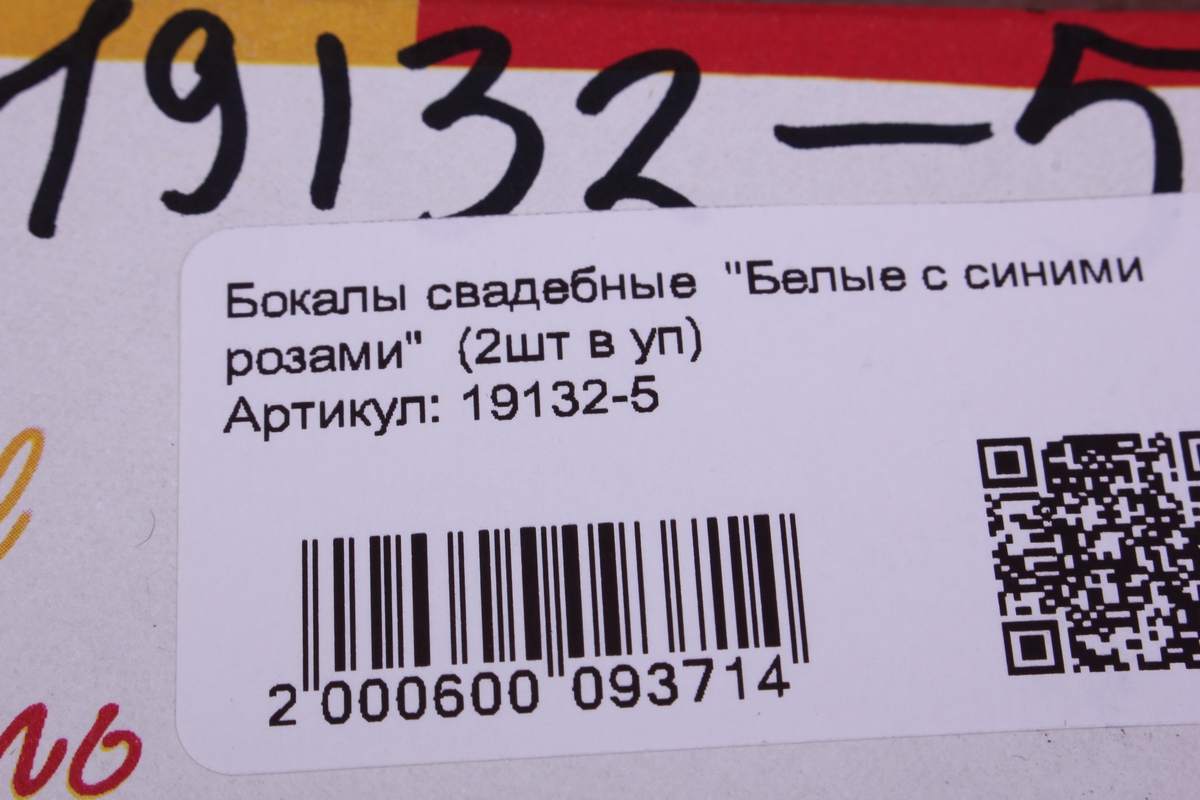 19132-5
Бокалы свадебные "Белые с синими
розами" (2шт в уп)
Артикул: 19132-5
2 000600 093714